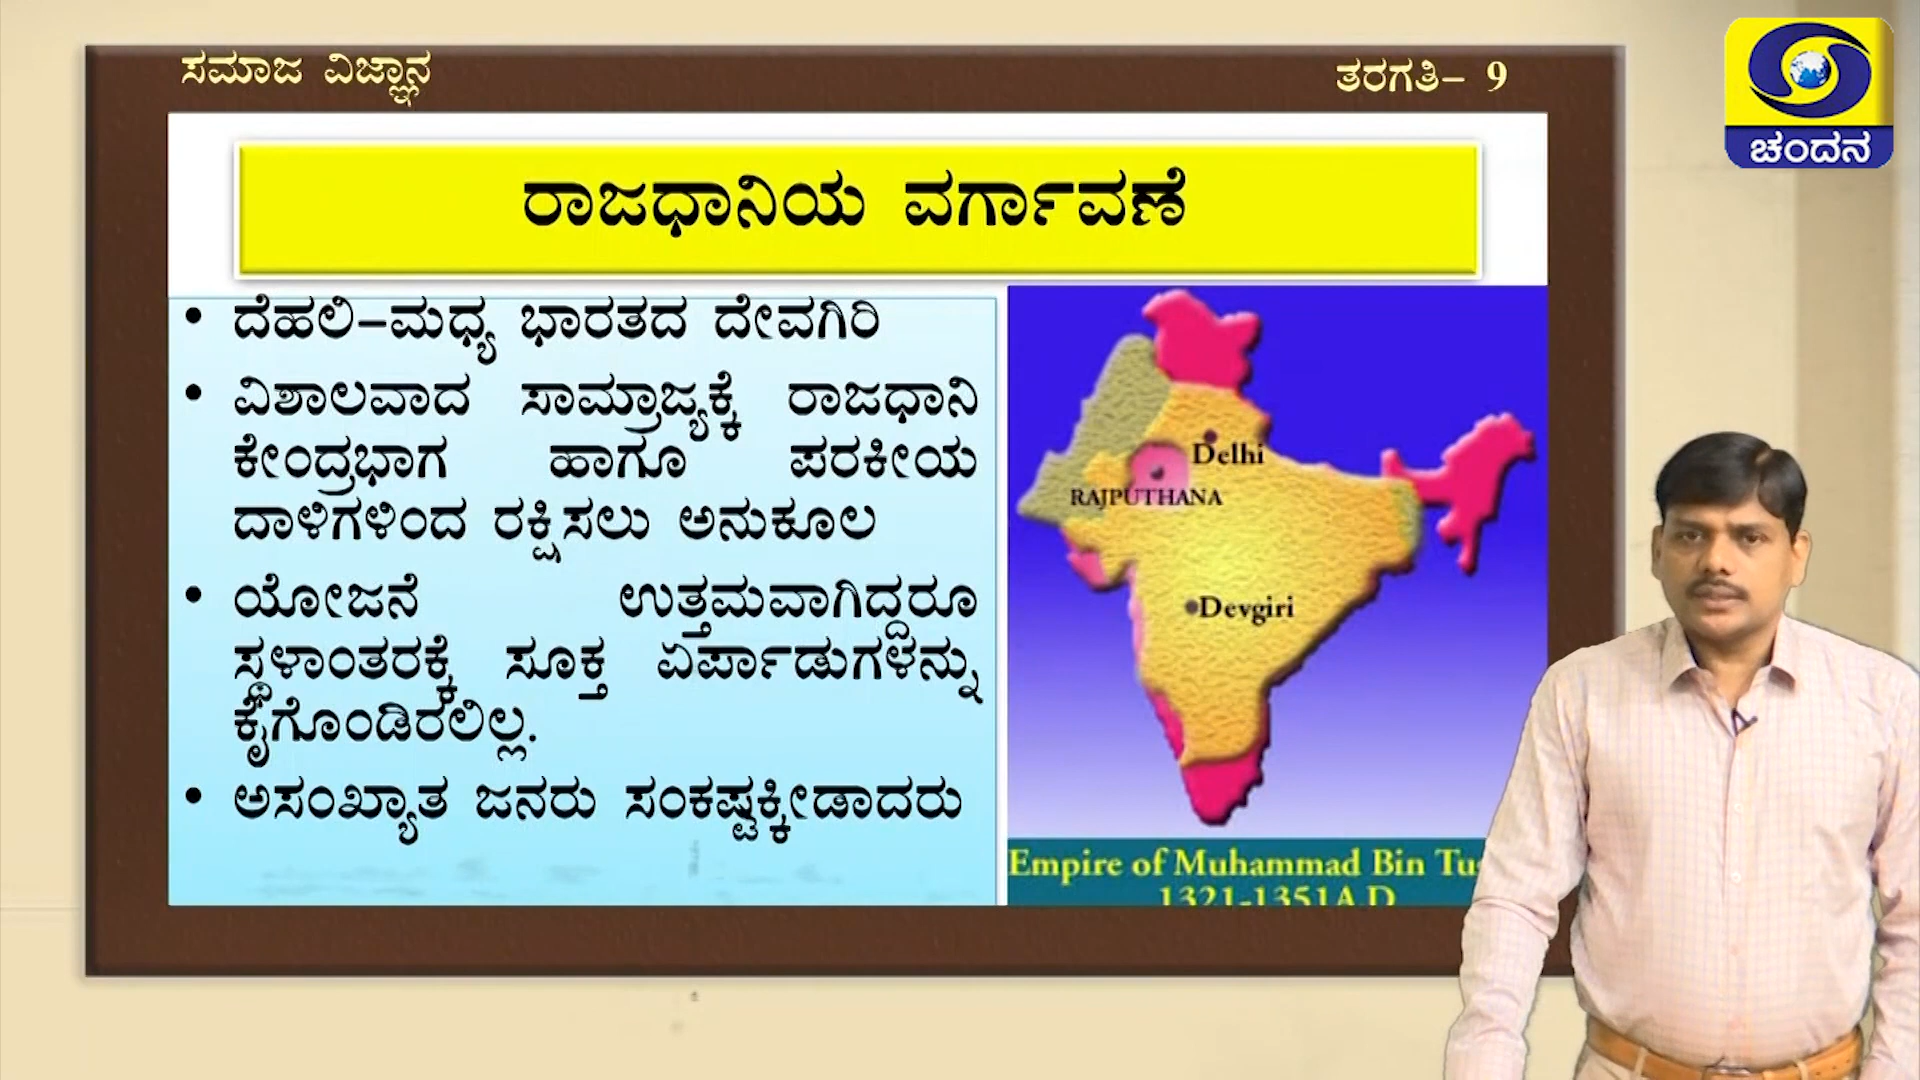 ಸಮಾಜ ವಿಜ್ಞಾನ
ತರಗತಿ– 9
ಚಂದನ
ರಾಜಧಾನಿಯ ವರ್ಗಾವಣೆ
• ದೆಹಲಿ–ಮಧ್ಯ ಭಾರತದ ದೇವಗಿರಿ
• ವಿಶಾಲವಾದ ಸಾಮ್ರಾಜ್ಯಕ್ಕೆ ರಾಜಧಾನಿ
ಕೇಂದ್ರಭಾಗ ಹಾಗೂ ಪರಕೀಯ
ದಾಳಿಗಳಿಂದ ರಕ್ಷಿಸಲು ಅನುಕೂಲ
• ಯೋಜನೆ ಉತ್ತಮವಾಗಿದ್ದರೂ
ಸ್ಥಳಾಂತರಕ್ಕೆ ಸೂಕ್ತ ಏರ್ಪಾಡುಗಳನ್ನು
ಕೈಗೊಂಡಿರಲಿಲ್ಲ.
• ಅಸಂಖ್ಯಾತ ಜನರು ಸಂಕಷ್ಟಕ್ಕೀಡಾದರು
Delhi
RAJPUTHANA
Devgiri
Empire of Muhammad Bin
1321-1351A.D